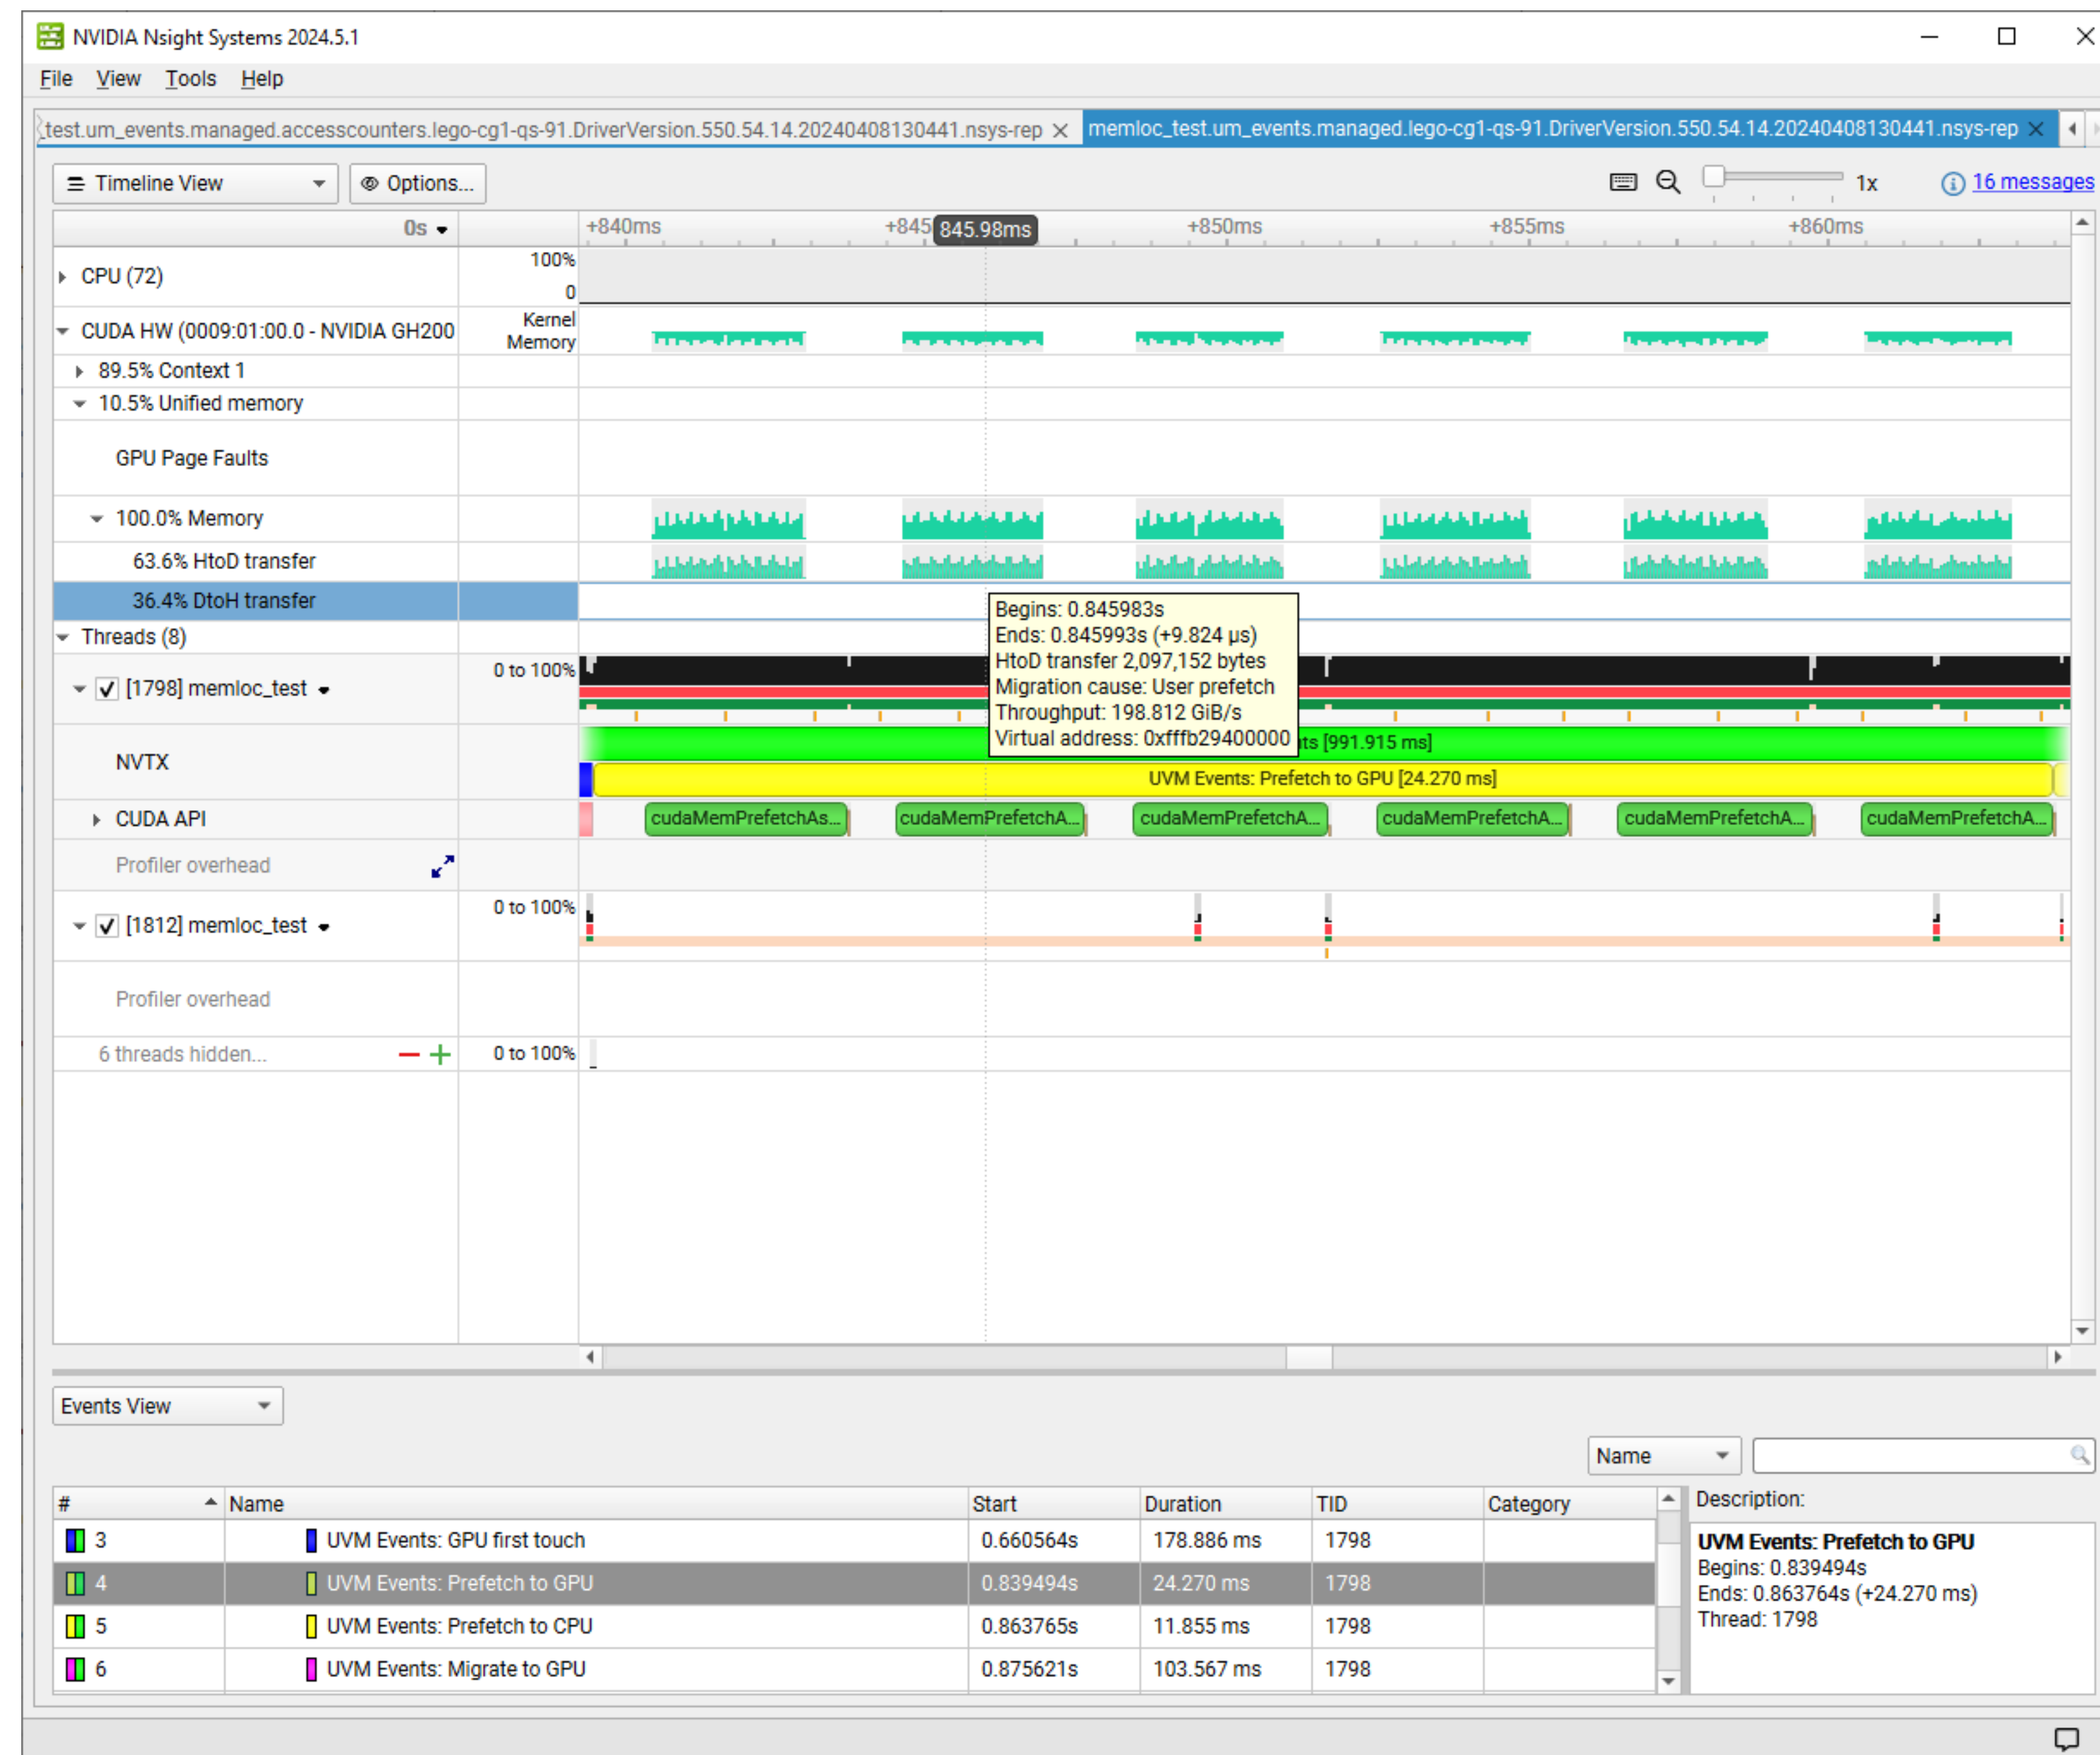 NVIDIA Nsight Systems 2024.5.1
File View Tools Help
_test.um_events.managed.accesscounters.lego-cg1-qs-91.DriverVersion.550.54.14.20240408130441.nsys-rep
memloc_test.um_events.managed.lego-cg1-qs-91.DriverVersion.550.54.14.20240408130441.nsys-rep
Timeline View Options... 1x 16 messages
0s +840ms +845 845.98ms +850ms +855ms +860ms
CPU (72) 100%
0
CUDA HW (0009:01:00.0 - NVIDIA GH200 Kernel
Memory
89.5% Context 1
10.5% Unified memory
GPU Page Faults
100.0% Memory
63.6% HtoD transfer
36.4% DtoH transfer
Begins: 0.845983s
Ends: 0.845993s (+9.824 µs)
HtoD transfer 2,097,152 bytes
Migration cause: User prefetch
Throughput: 198.812 GiB/s
Virtual address: 0xfffb29400000
Threads (8)
[1798] memloc_test 0 to 100%
nts [991.915 ms]
NVTX
UVM Events: Prefetch to GPU [24.270 ms]
CUDA API cudaMemPrefetchAs... cudaMemPrefetchA... cudaMemPrefetchA... cudaMemPrefetchA... cudaMemPrefetchA... cudaMemPrefetchA...
Profiler overhead
[1812] memloc_test 0 to 100%
Profiler overhead
6 threads hidden... 0 to 100%
Events View
Name
# Name Start Duration TID Category
3 UVM Events: GPU first touch 0.660564s 178.886 ms 1798
4 UVM Events: Prefetch to GPU 0.839494s 24.270 ms 1798
5 UVM Events: Prefetch to CPU 0.863765s 11.855 ms 1798
6 UVM Events: Migrate to GPU 0.875621s 103.567 ms 1798
Description:
UVM Events: Prefetch to GPU
Begins: 0.839494s
Ends: 0.863764s (+24.270 ms)
Thread: 1798